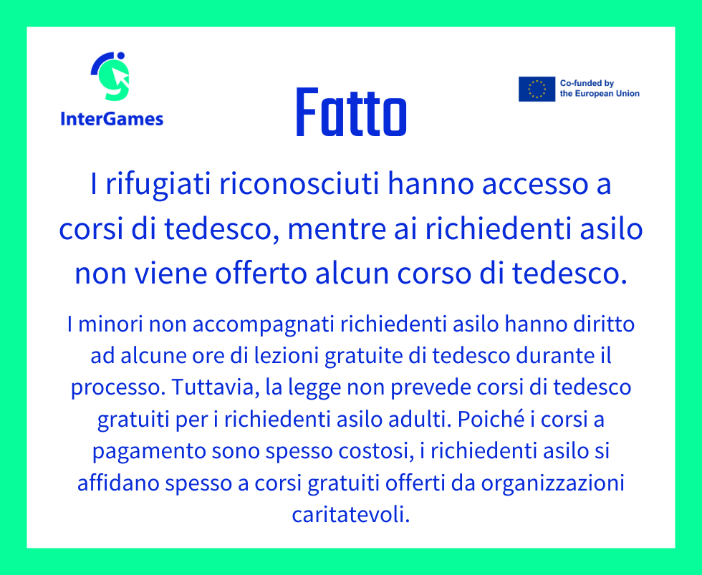 InterGames
Co-funded by
the European Union
Fatto
I rifugiati riconosciuti hanno accesso a
corsi di tedesco, mentre ai richiedenti asilo
non viene offerto alcun corso di tedesco.
I minori non accompagnati richiedenti asilo hanno diritto
ad alcune ore di lezioni gratuite di tedesco durante il
processo. Tuttavia, la legge non prevede corsi di tedesco
gratuiti per i richiedenti asilo adulti. Poiché i corsi a
pagamento sono spesso costosi, i richiedenti asilo si
affidano spesso a corsi gratuiti offerti da organizzazioni
caritatevoli.